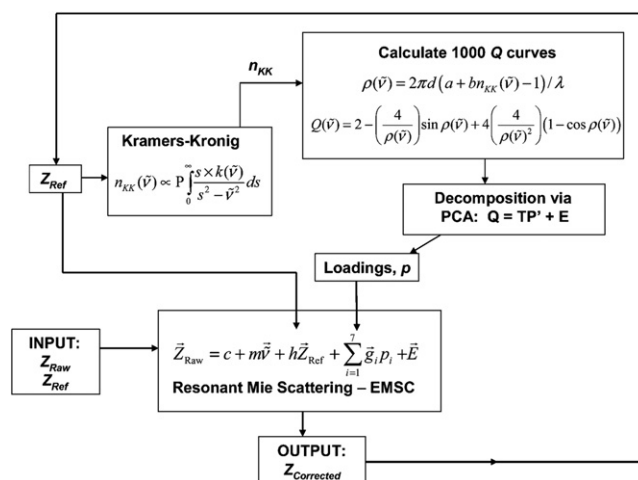 n_KK
Calculate 1000 Q curves
ρ(ṽ) = 2πd(a + bn_KK(ṽ) − 1)/λ
Q(ṽ) = 2 − (4/ρ(ṽ)) sin ρ(ṽ) + 4(4/ρ(ṽ)²)(1 − cos ρ(ṽ))
Kramers-Kronig
n_KK(ṽ) ∝ P∫₀^∞ (s × k(ṽ))/(s² − ṽ²) ds
Z_Ref
Decomposition via
PCA: Q = TP' + E
Loadings, p
INPUT:
Z_Raw
Z_Ref
Z⃗_Raw = c + mṽ⃗ + hZ⃗_Ref + ∑_{i=1}^{7} g⃗_i p_i + E⃗
Resonant Mie Scattering – EMSC
OUTPUT:
Z_Corrected